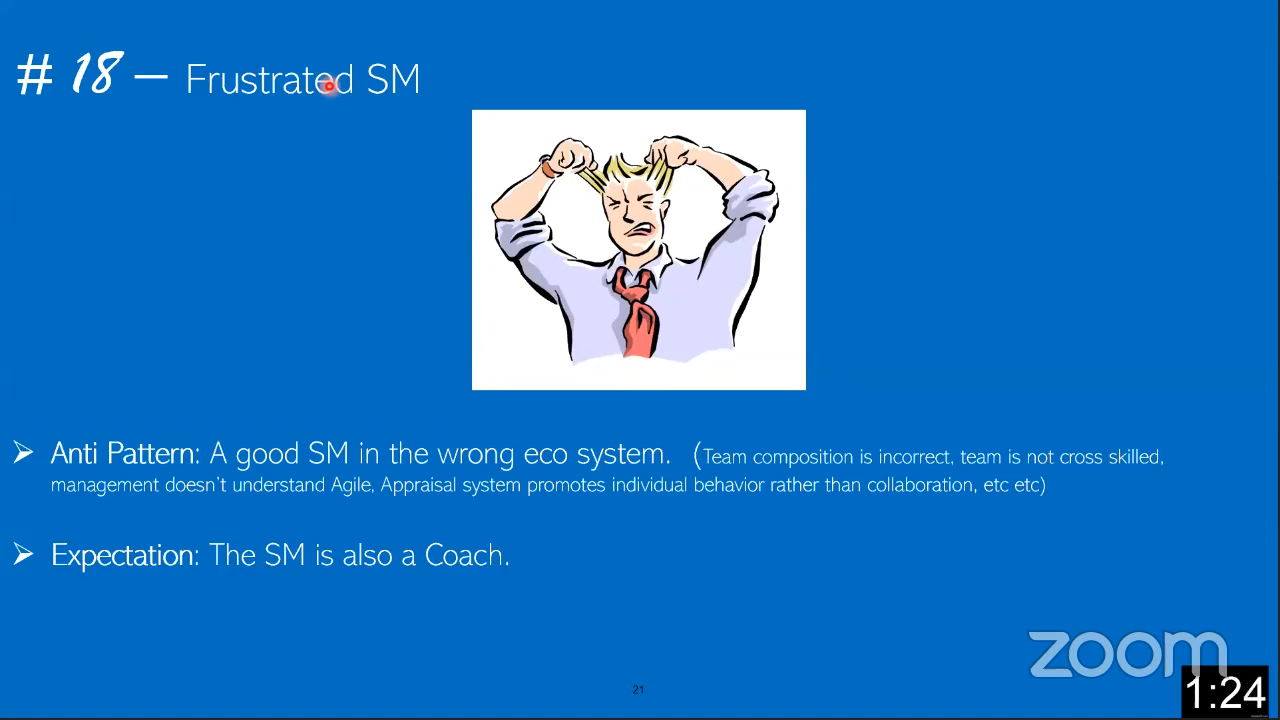 # 18 – Frustrated SM
➢ Anti Pattern: A good SM in the wrong eco system. (Team composition is incorrect, team is not cross skilled,
management doesn't understand Agile, Appraisal system promotes individual behavior rather than collaboration, etc etc)
➢ Expectation: The SM is also a Coach.
zoom
21
1:24